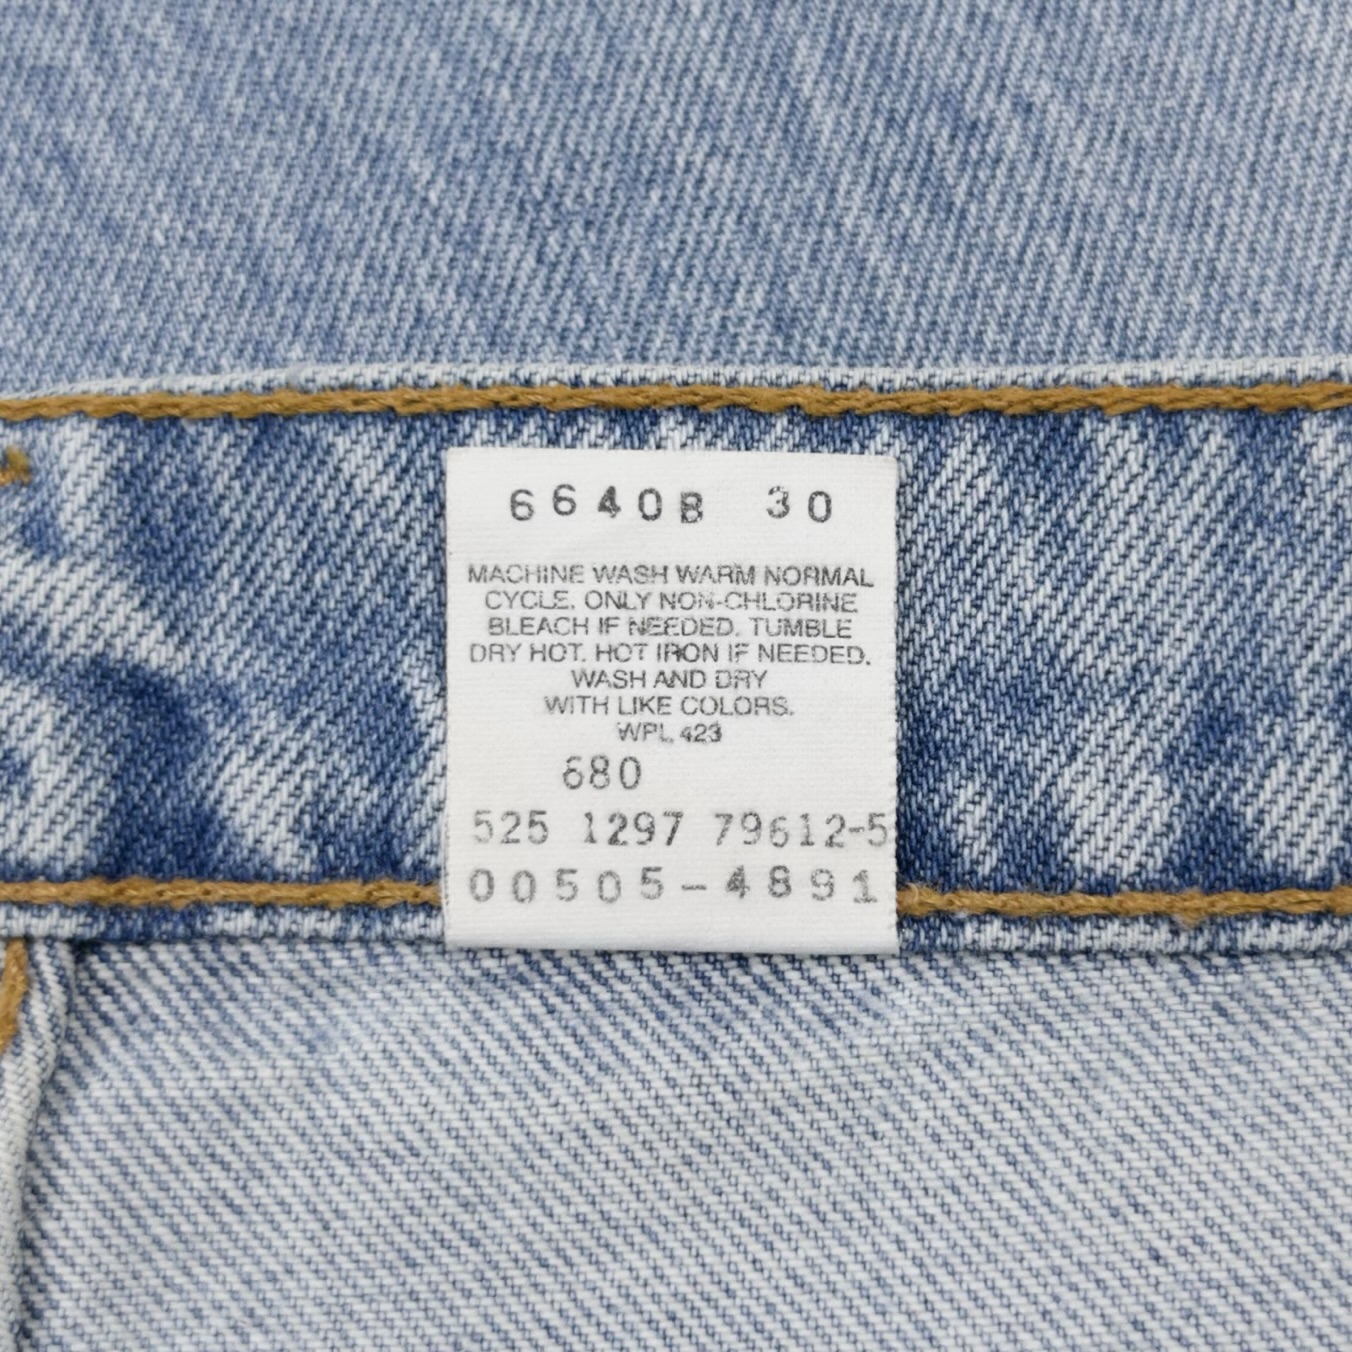 6640B 30
MACHINE WASH WARM NORMAL
CYCLE. ONLY NON-CHLORINE
BLEACH IF NEEDED. TUMBLE
DRY HOT. HOT IRON IF NEEDED.
WASH AND DRY
WITH LIKE COLORS.
WPL 423
680
525 1297 79612-5
00505-4891